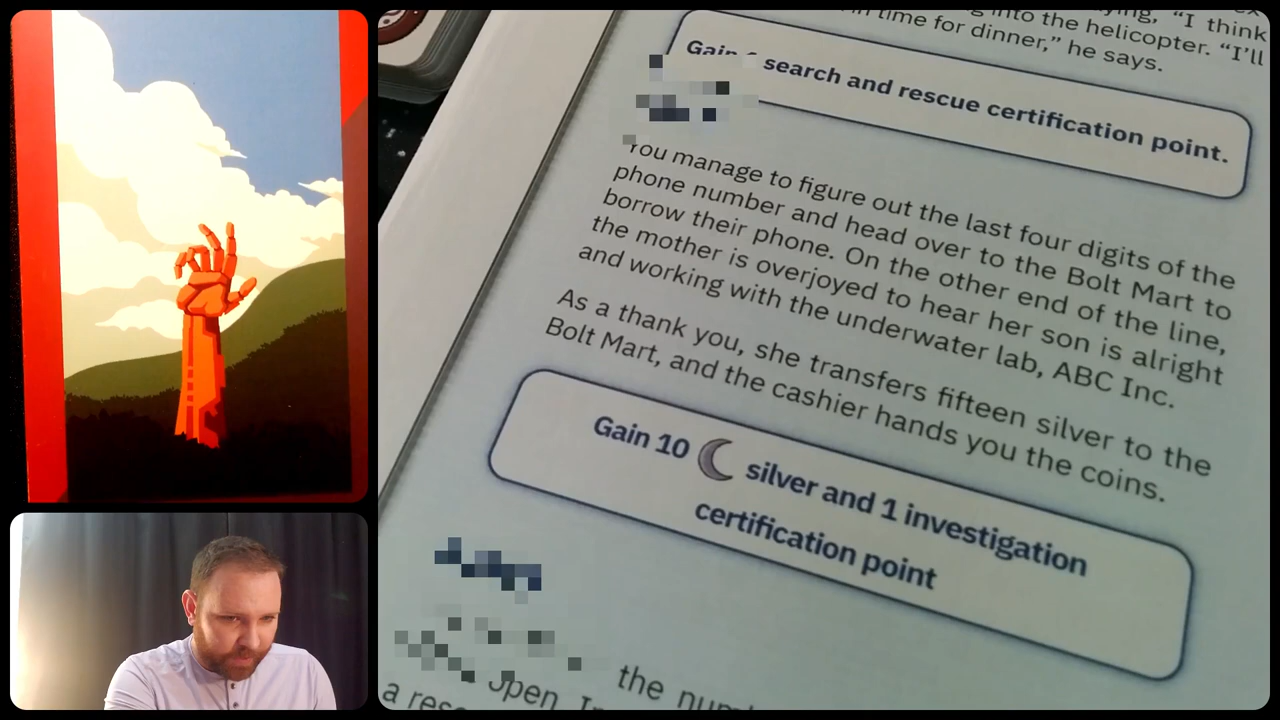 ying, "I think
into the helicopter. "I'll
in time for dinner," he says.
Gain search and rescue certification point.
You manage to figure out the last four digits of the
phone number and head over to the Bolt Mart to
borrow their phone. On the other end of the line,
the mother is overjoyed to hear her son is alright
and working with the underwater lab, ABC Inc.
As a thank you, she transfers fifteen silver to the
Bolt Mart, and the cashier hands you the coins.
Gain 10 silver and 1 investigation
certification point
the num
a res